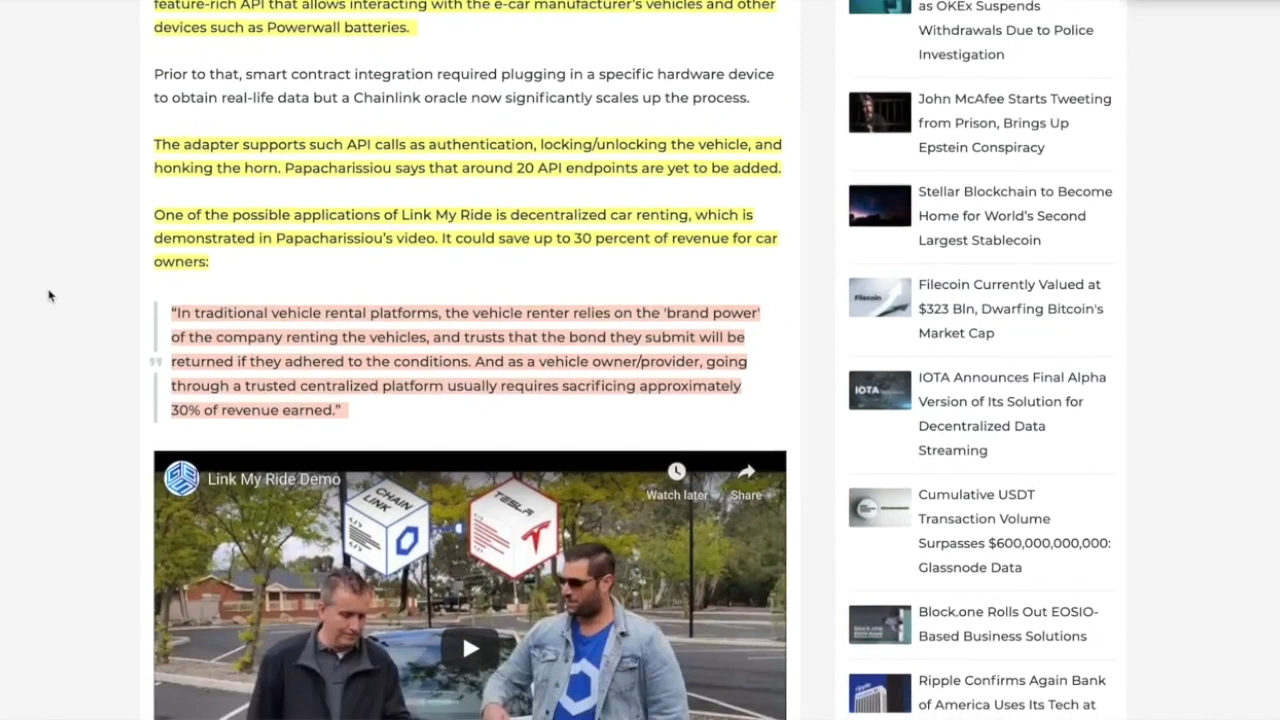 feature-rich API that allows interacting with the e-car manufacturer's vehicles and other
devices such as Powerwall batteries.
Prior to that, smart contract integration required plugging in a specific hardware device
to obtain real-life data but a Chainlink oracle now significantly scales up the process.
The adapter supports such API calls as authentication, locking/unlocking the vehicle, and
honking the horn. Papacharissiou says that around 20 API endpoints are yet to be added.
One of the possible applications of Link My Ride is decentralized car renting, which is
demonstrated in Papacharissiou's video. It could save up to 30 percent of revenue for car
owners:
“In traditional vehicle rental platforms, the vehicle renter relies on the 'brand power'
of the company renting the vehicles, and trusts that the bond they submit will be
returned if they adhered to the conditions. And as a vehicle owner/provider, going
through a trusted centralized platform usually requires sacrificing approximately
30% of revenue earned.”
Link My Ride Demo
Watch later
Share
CHAIN
LINK
TESLA
as OKEx Suspends
Withdrawals Due to Police
Investigation
John McAfee Starts Tweeting
from Prison, Brings Up
Epstein Conspiracy
Stellar Blockchain to Become
Home for World's Second
Largest Stablecoin
Filecoin
Filecoin Currently Valued at
$323 Bln, Dwarfing Bitcoin's
Market Cap
IOTA
IOTA Announces Final Alpha
Version of Its Solution for
Decentralized Data
Streaming
Cumulative USDT
Transaction Volume
Surpasses $600,000,000,000:
Glassnode Data
block.one
Block.one Rolls Out EOSIO-
Based Business Solutions
ripple
Ripple Confirms Again Bank
of America Uses Its Tech at